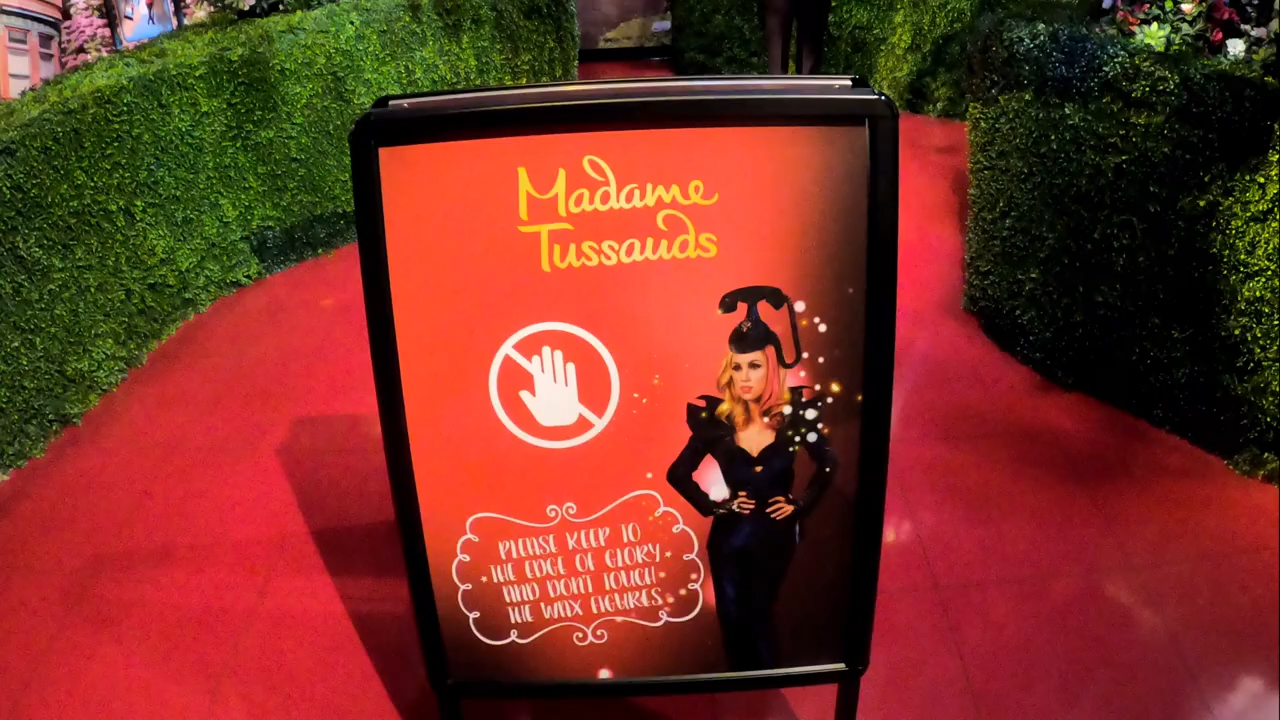 Madame
Tussauds
PLEASE KEEP TO
THE EDGE OF GLORY
AND DON'T TOUCH
THE WAX FIGURES